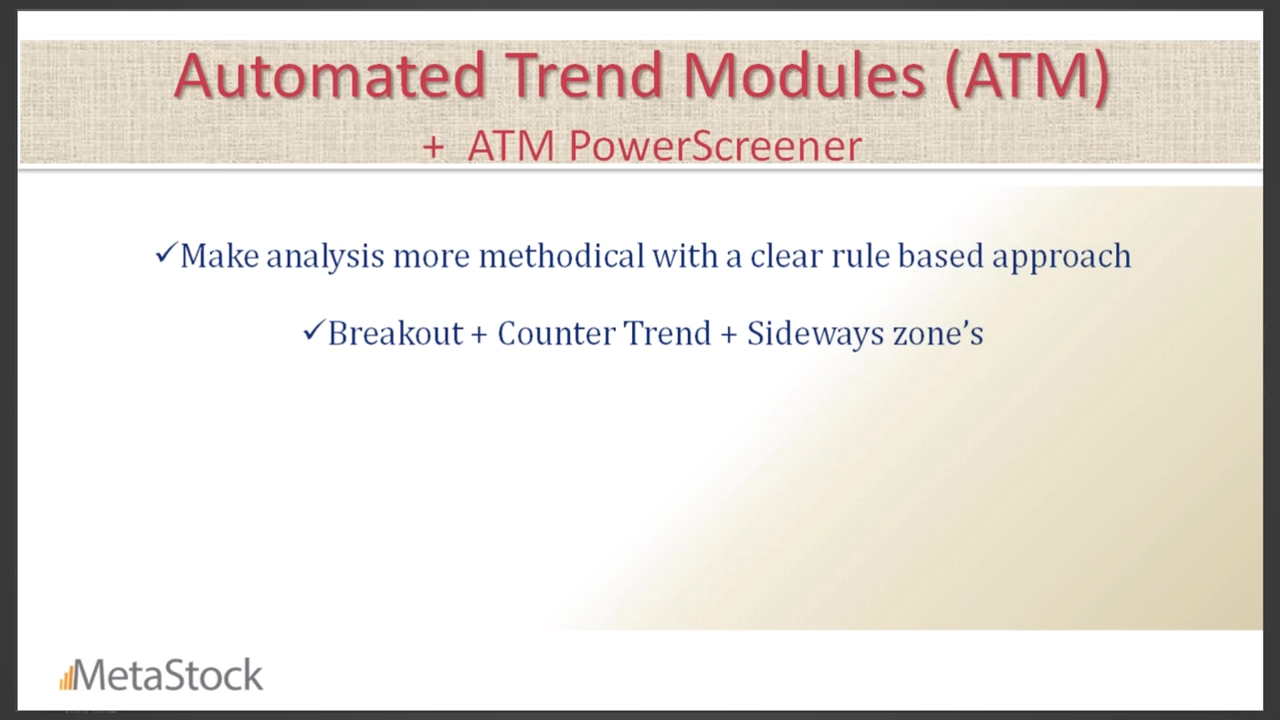 Automated Trend Modules (ATM)
+ ATM PowerScreener
✓Make analysis more methodical with a clear rule based approach
✓Breakout + Counter Trend + Sideways zone's
MetaStock